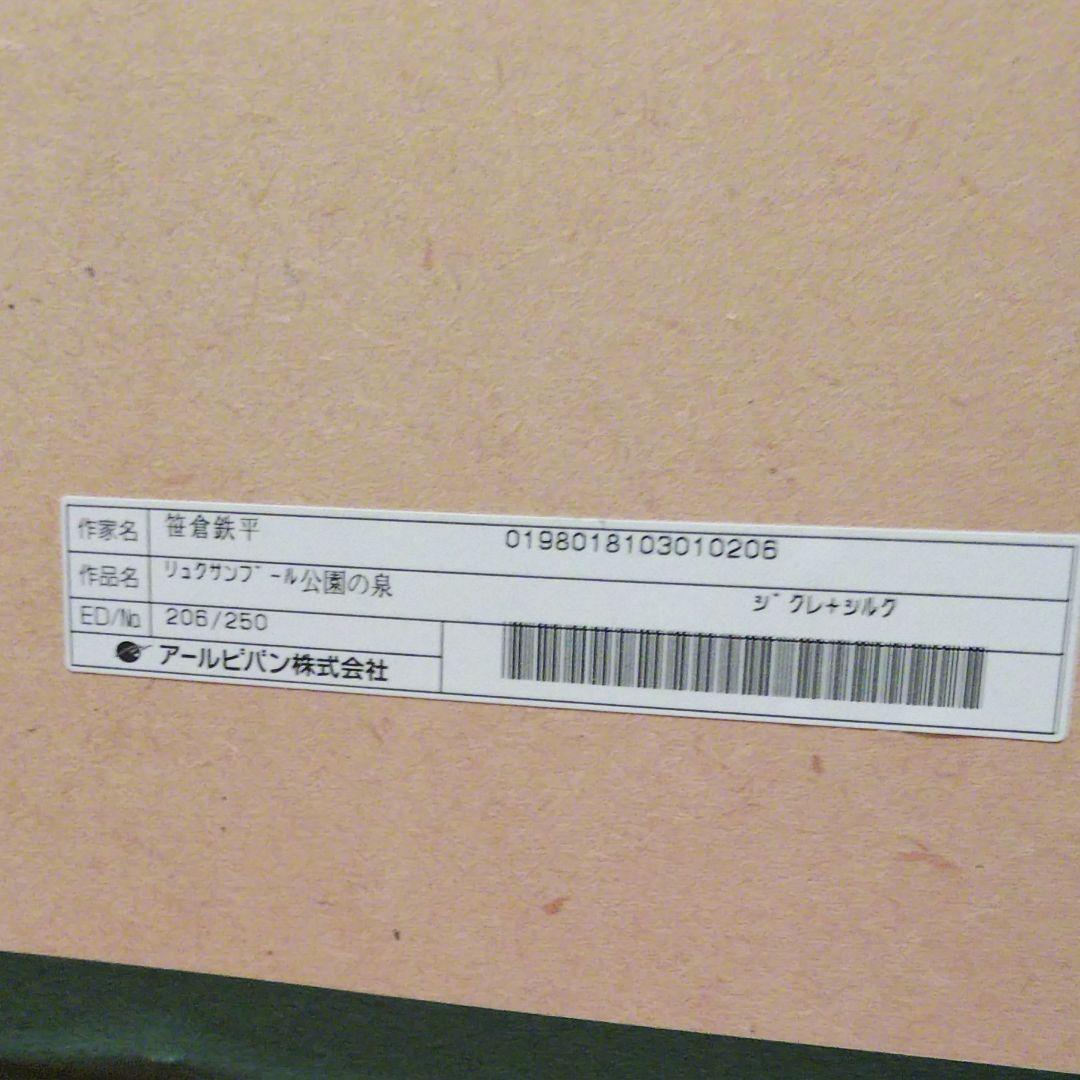 作家名 笹倉鉄平 0198018103010206
作品名 リュクサンブール公園の泉
ジクレ+シルク
ED/No. 206/250
アールビバン株式会社